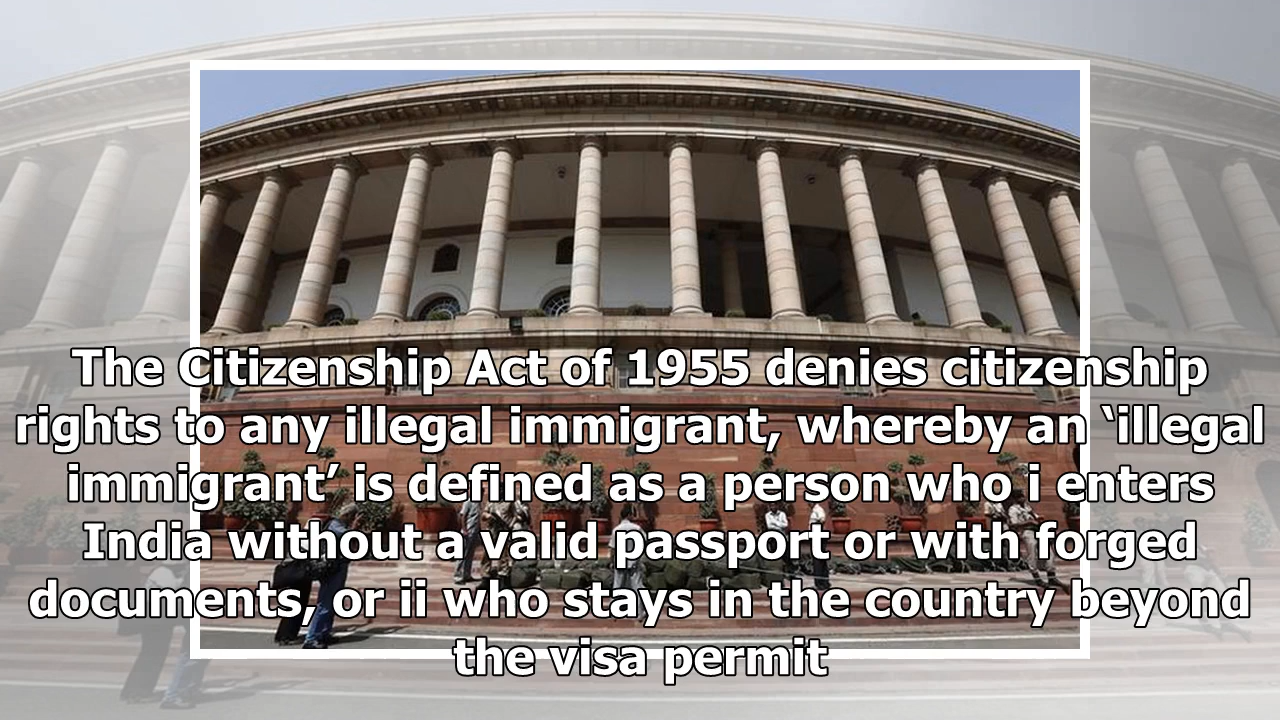 The Citizenship Act of 1955 denies citizenship
rights to any illegal immigrant, whereby an ‘illegal
immigrant’ is defined as a person who i enters
India without a valid passport or with forged
documents, or ii who stays in the country beyond
the visa permit